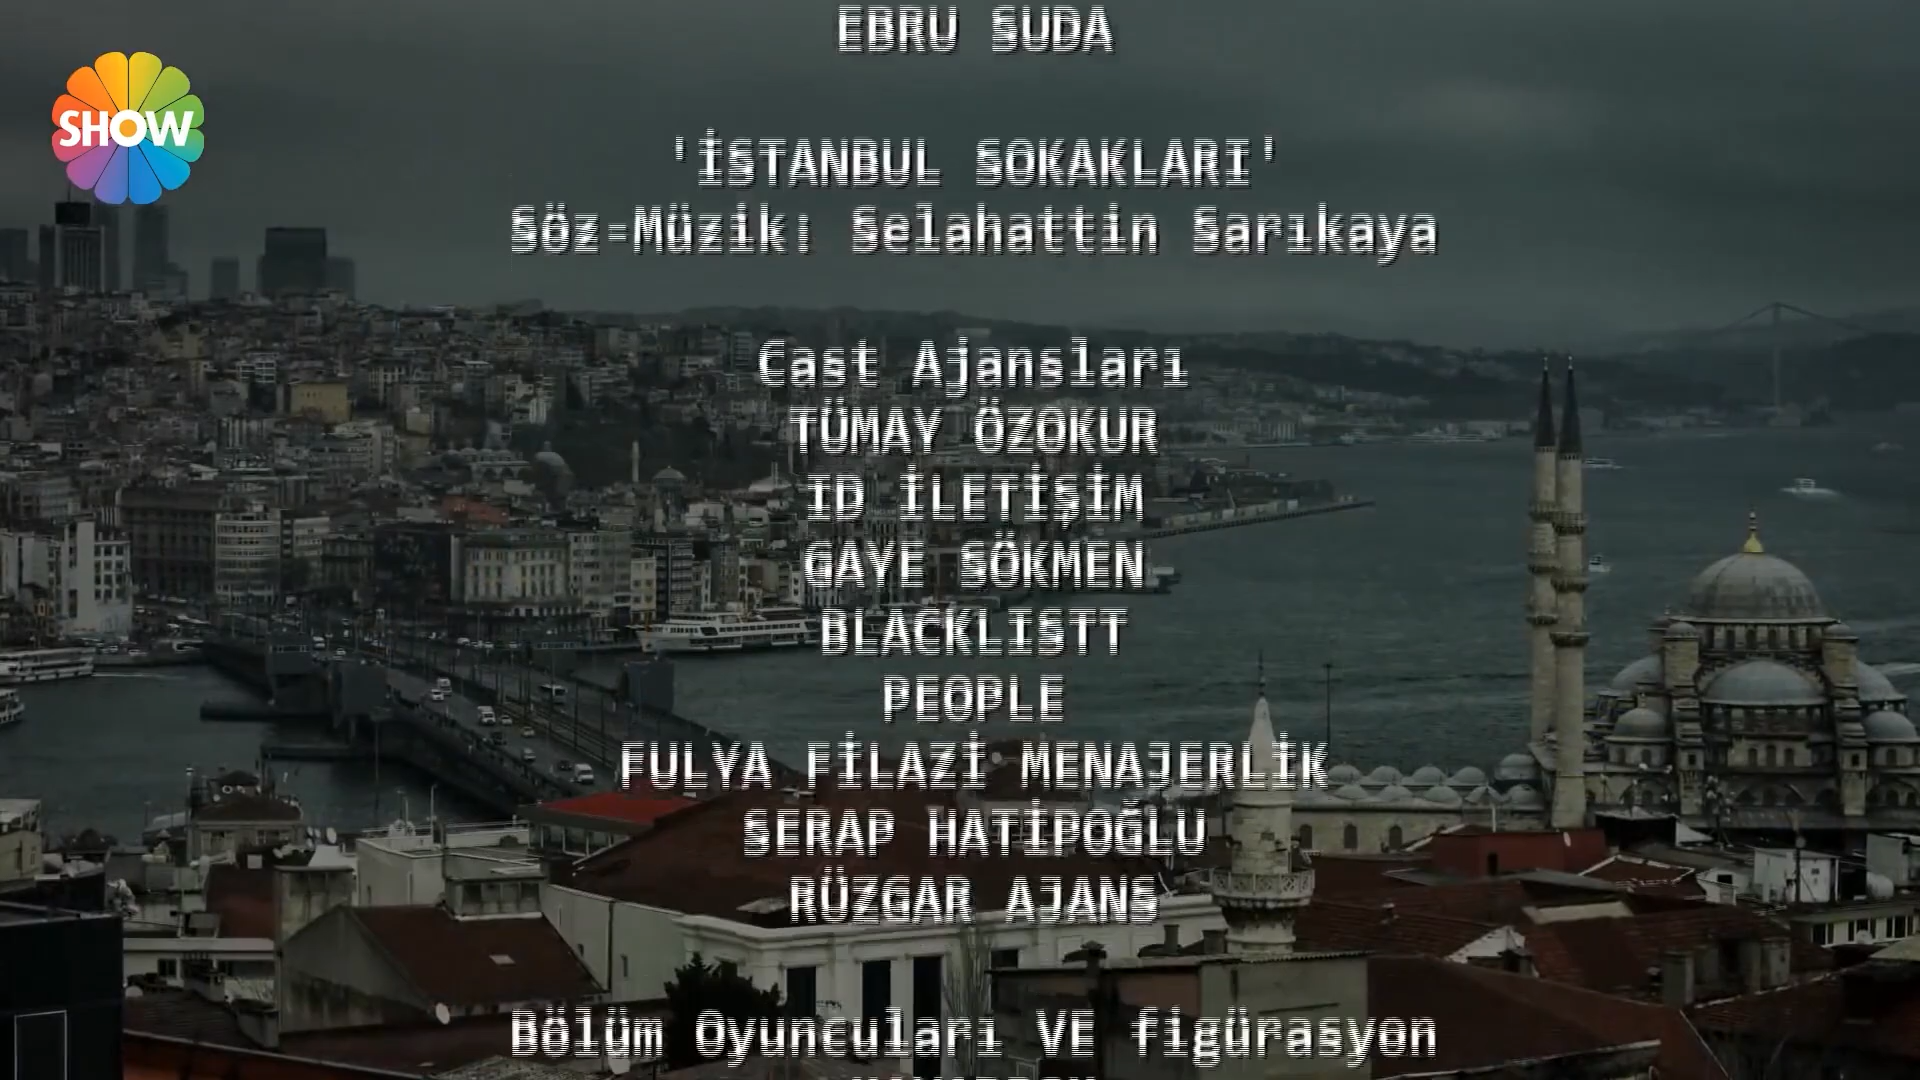 EBRU SUDA
SHOW
'İSTANBUL SOKAKLARI'
Söz-Müzik: Selahattin Sarıkaya
Cast Ajansları
TÜMAY ÖZOKUR
ID İLETİŞİM
GAYE SÖKMEN
BLACKLISTT
PEOPLE
FULYA FİLAZİ MENAJERLİK
SERAP HATİPOĞLU
RÜZGAR AJANS
Bölüm Oyuncuları VE figürasyon